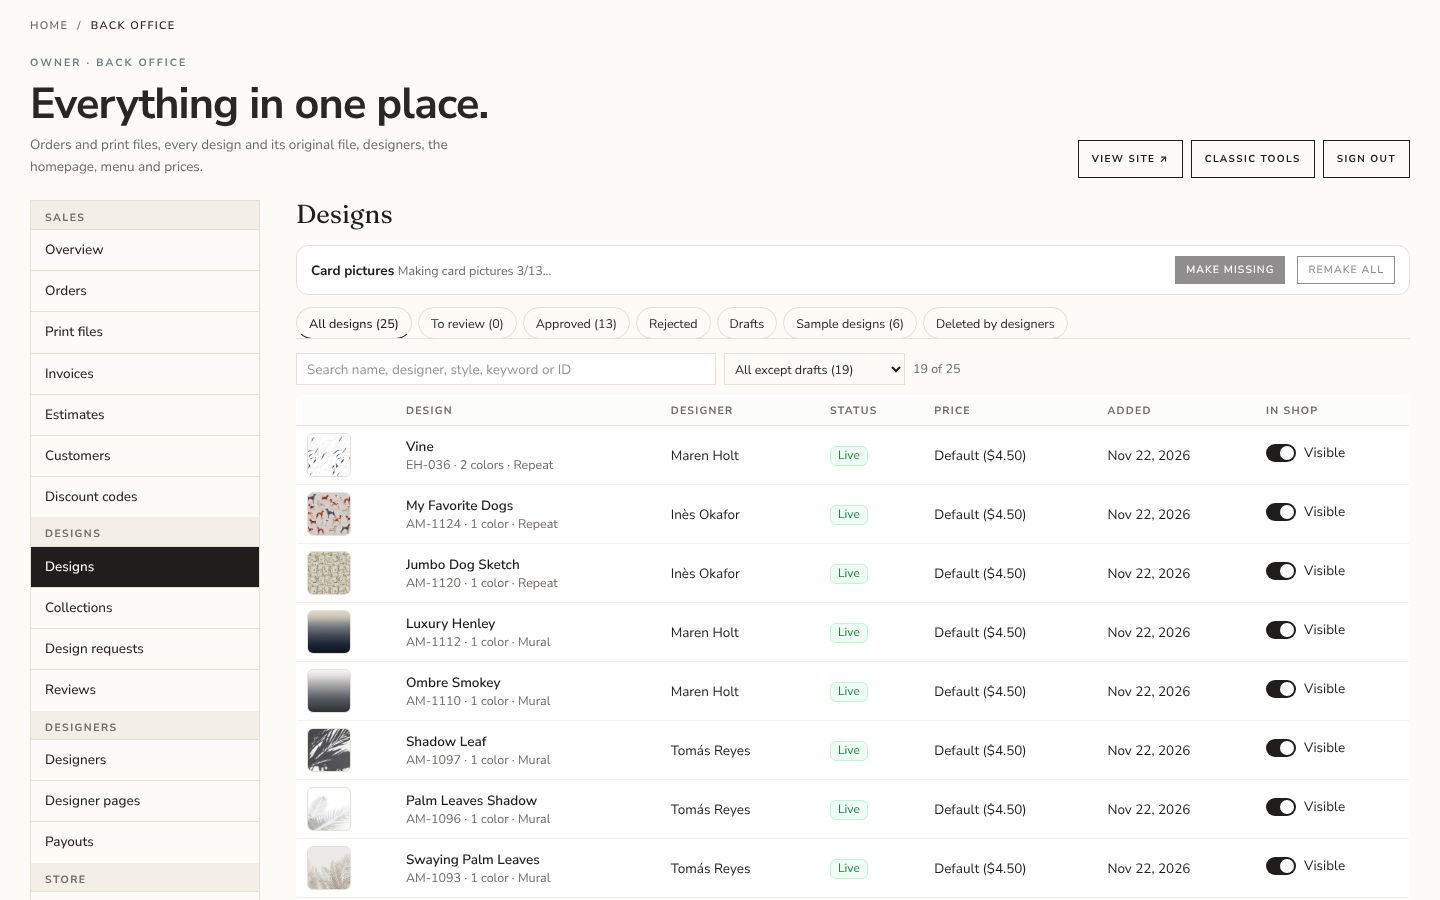 HOME / BACK OFFICE
OWNER · BACK OFFICE
Everything in one place.
Orders and print files, every design and its original file, designers, the
homepage, menu and prices.
VIEW SITE ↗ CLASSIC TOOLS SIGN OUT
SALES
Overview
Orders
Print files
Invoices
Estimates
Customers
Discount codes
DESIGNS
Designs
Collections
Design requests
Reviews
DESIGNERS
Designers
Designer pages
Payouts
STORE
Designs
Card pictures Making card pictures 3/13... MAKE MISSING REMAKE ALL
All designs (25) To review (0) Approved (13) Rejected Drafts Sample designs (6) Deleted by designers
Search name, designer, style, keyword or ID All except drafts (19) 19 of 25
DESIGN DESIGNER STATUS PRICE ADDED IN SHOP
Vine
EH-036 · 2 colors · Repeat Maren Holt Live Default ($4.50) Nov 22, 2026 Visible
My Favorite Dogs
AM-1124 · 1 color · Repeat Inès Okafor Live Default ($4.50) Nov 22, 2026 Visible
Jumbo Dog Sketch
AM-1120 · 1 color · Repeat Inès Okafor Live Default ($4.50) Nov 22, 2026 Visible
Luxury Henley
AM-1112 · 1 color · Mural Maren Holt Live Default ($4.50) Nov 22, 2026 Visible
Ombre Smokey
AM-1110 · 1 color · Mural Maren Holt Live Default ($4.50) Nov 22, 2026 Visible
Shadow Leaf
AM-1097 · 1 color · Mural Tomás Reyes Live Default ($4.50) Nov 22, 2026 Visible
Palm Leaves Shadow
AM-1096 · 1 color · Mural Tomás Reyes Live Default ($4.50) Nov 22, 2026 Visible
Swaying Palm Leaves
AM-1093 · 1 color · Mural Tomás Reyes Live Default ($4.50) Nov 22, 2026 Visible